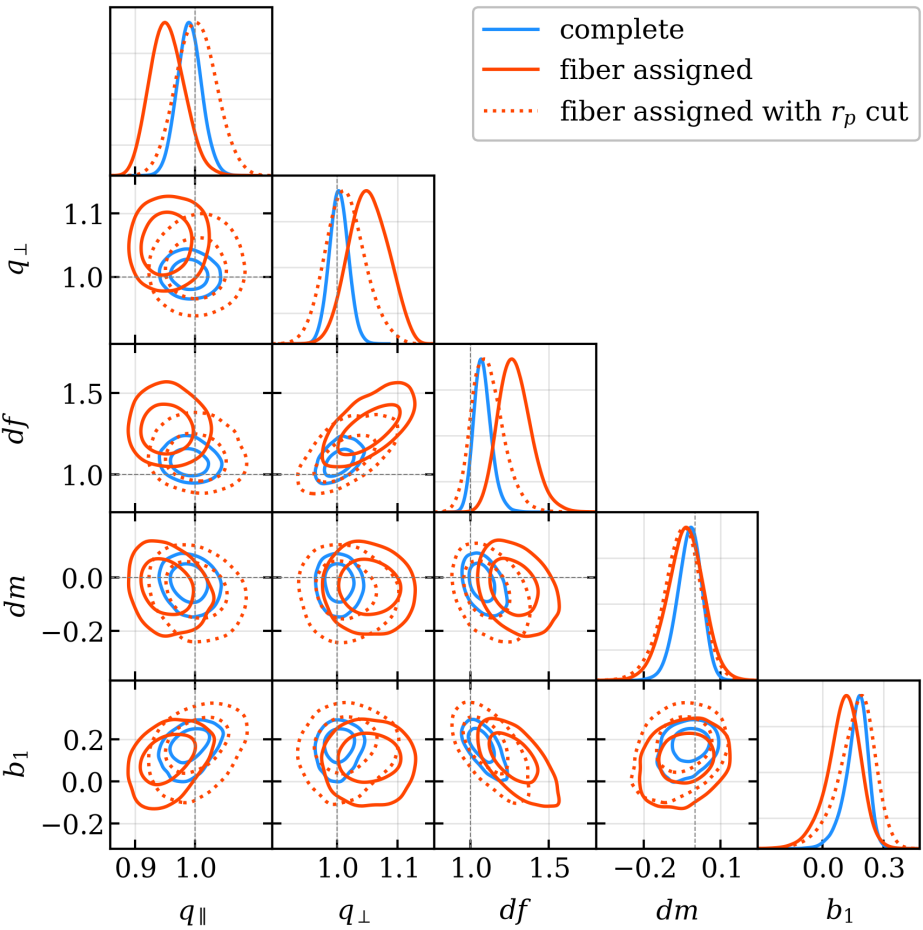 complete
fiber assigned
fiber assigned with r_p cut
1.1
1.0
q_⊥
1.5
1.0
df
0.0
−0.2
dm
0.2
0.0
−0.2
b_1
0.9 1.0
1.0 1.1
1.0 1.5
−0.2 0.1
0.0 0.3
q_∥
q_⊥
df
dm
b_1